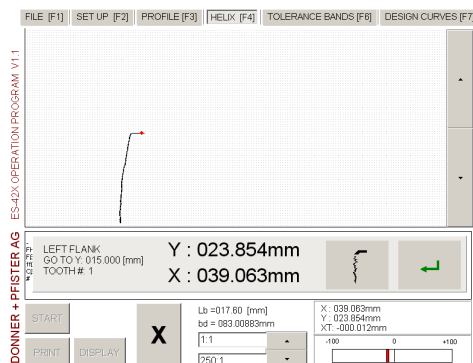 FILE [F1] SET UP [F2] PROFILE [F3] HELIX [F4] TOLERANCE BANDS [F6] DESIGN CURVES [F7
DONNER + PFISTER AG ES-42X OPERATION PROGRAM V1.1
LEFT FLANK
GO TO Y: 015.000 [mm]
TOOTH #: 1
Y : 023.854mm
X : 039.063mm
START
PRINT DISPLAY
X
Lb =017.60 [mm]
bd = 083.00883mm
1:1
250:1
X : 039.063mm
Y : 023.854mm
XT: -000.012mm
-100 0 +100